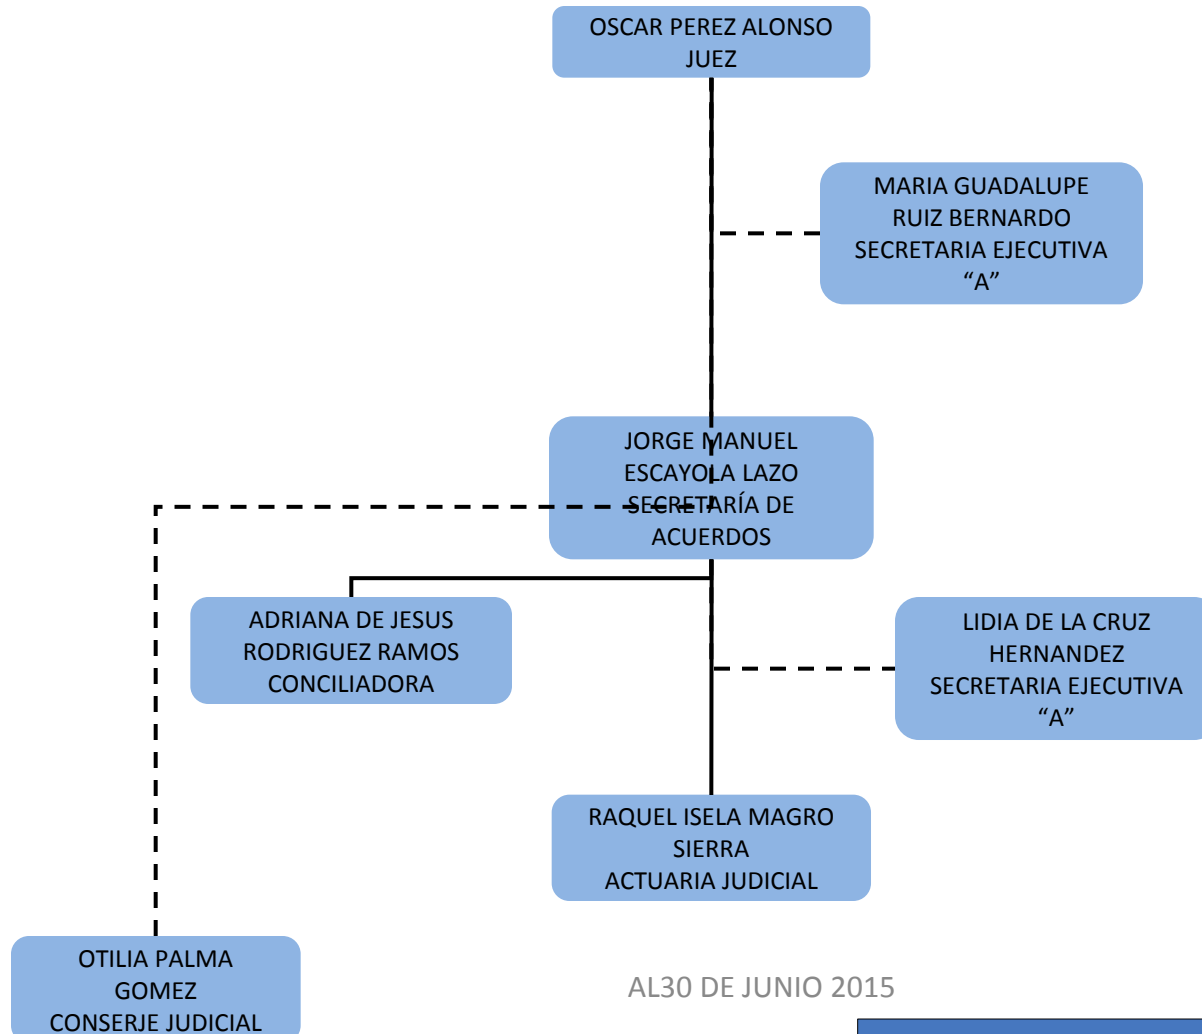 OSCAR PEREZ ALONSO
JUEZ
MARIA GUADALUPE
RUIZ BERNARDO
SECRETARIA EJECUTIVA
“A”
JORGE MANUEL
ESCAYOLA LAZO
SECRETARÍA DE
ACUERDOS
ADRIANA DE JESUS
RODRIGUEZ RAMOS
CONCILIADORA
LIDIA DE LA CRUZ
HERNANDEZ
SECRETARIA EJECUTIVA
“A”
RAQUEL ISELA MAGRO
SIERRA
ACTUARIA JUDICIAL
OTILIA PALMA
GOMEZ
CONSERJE JUDICIAL
AL30 DE JUNIO 2015